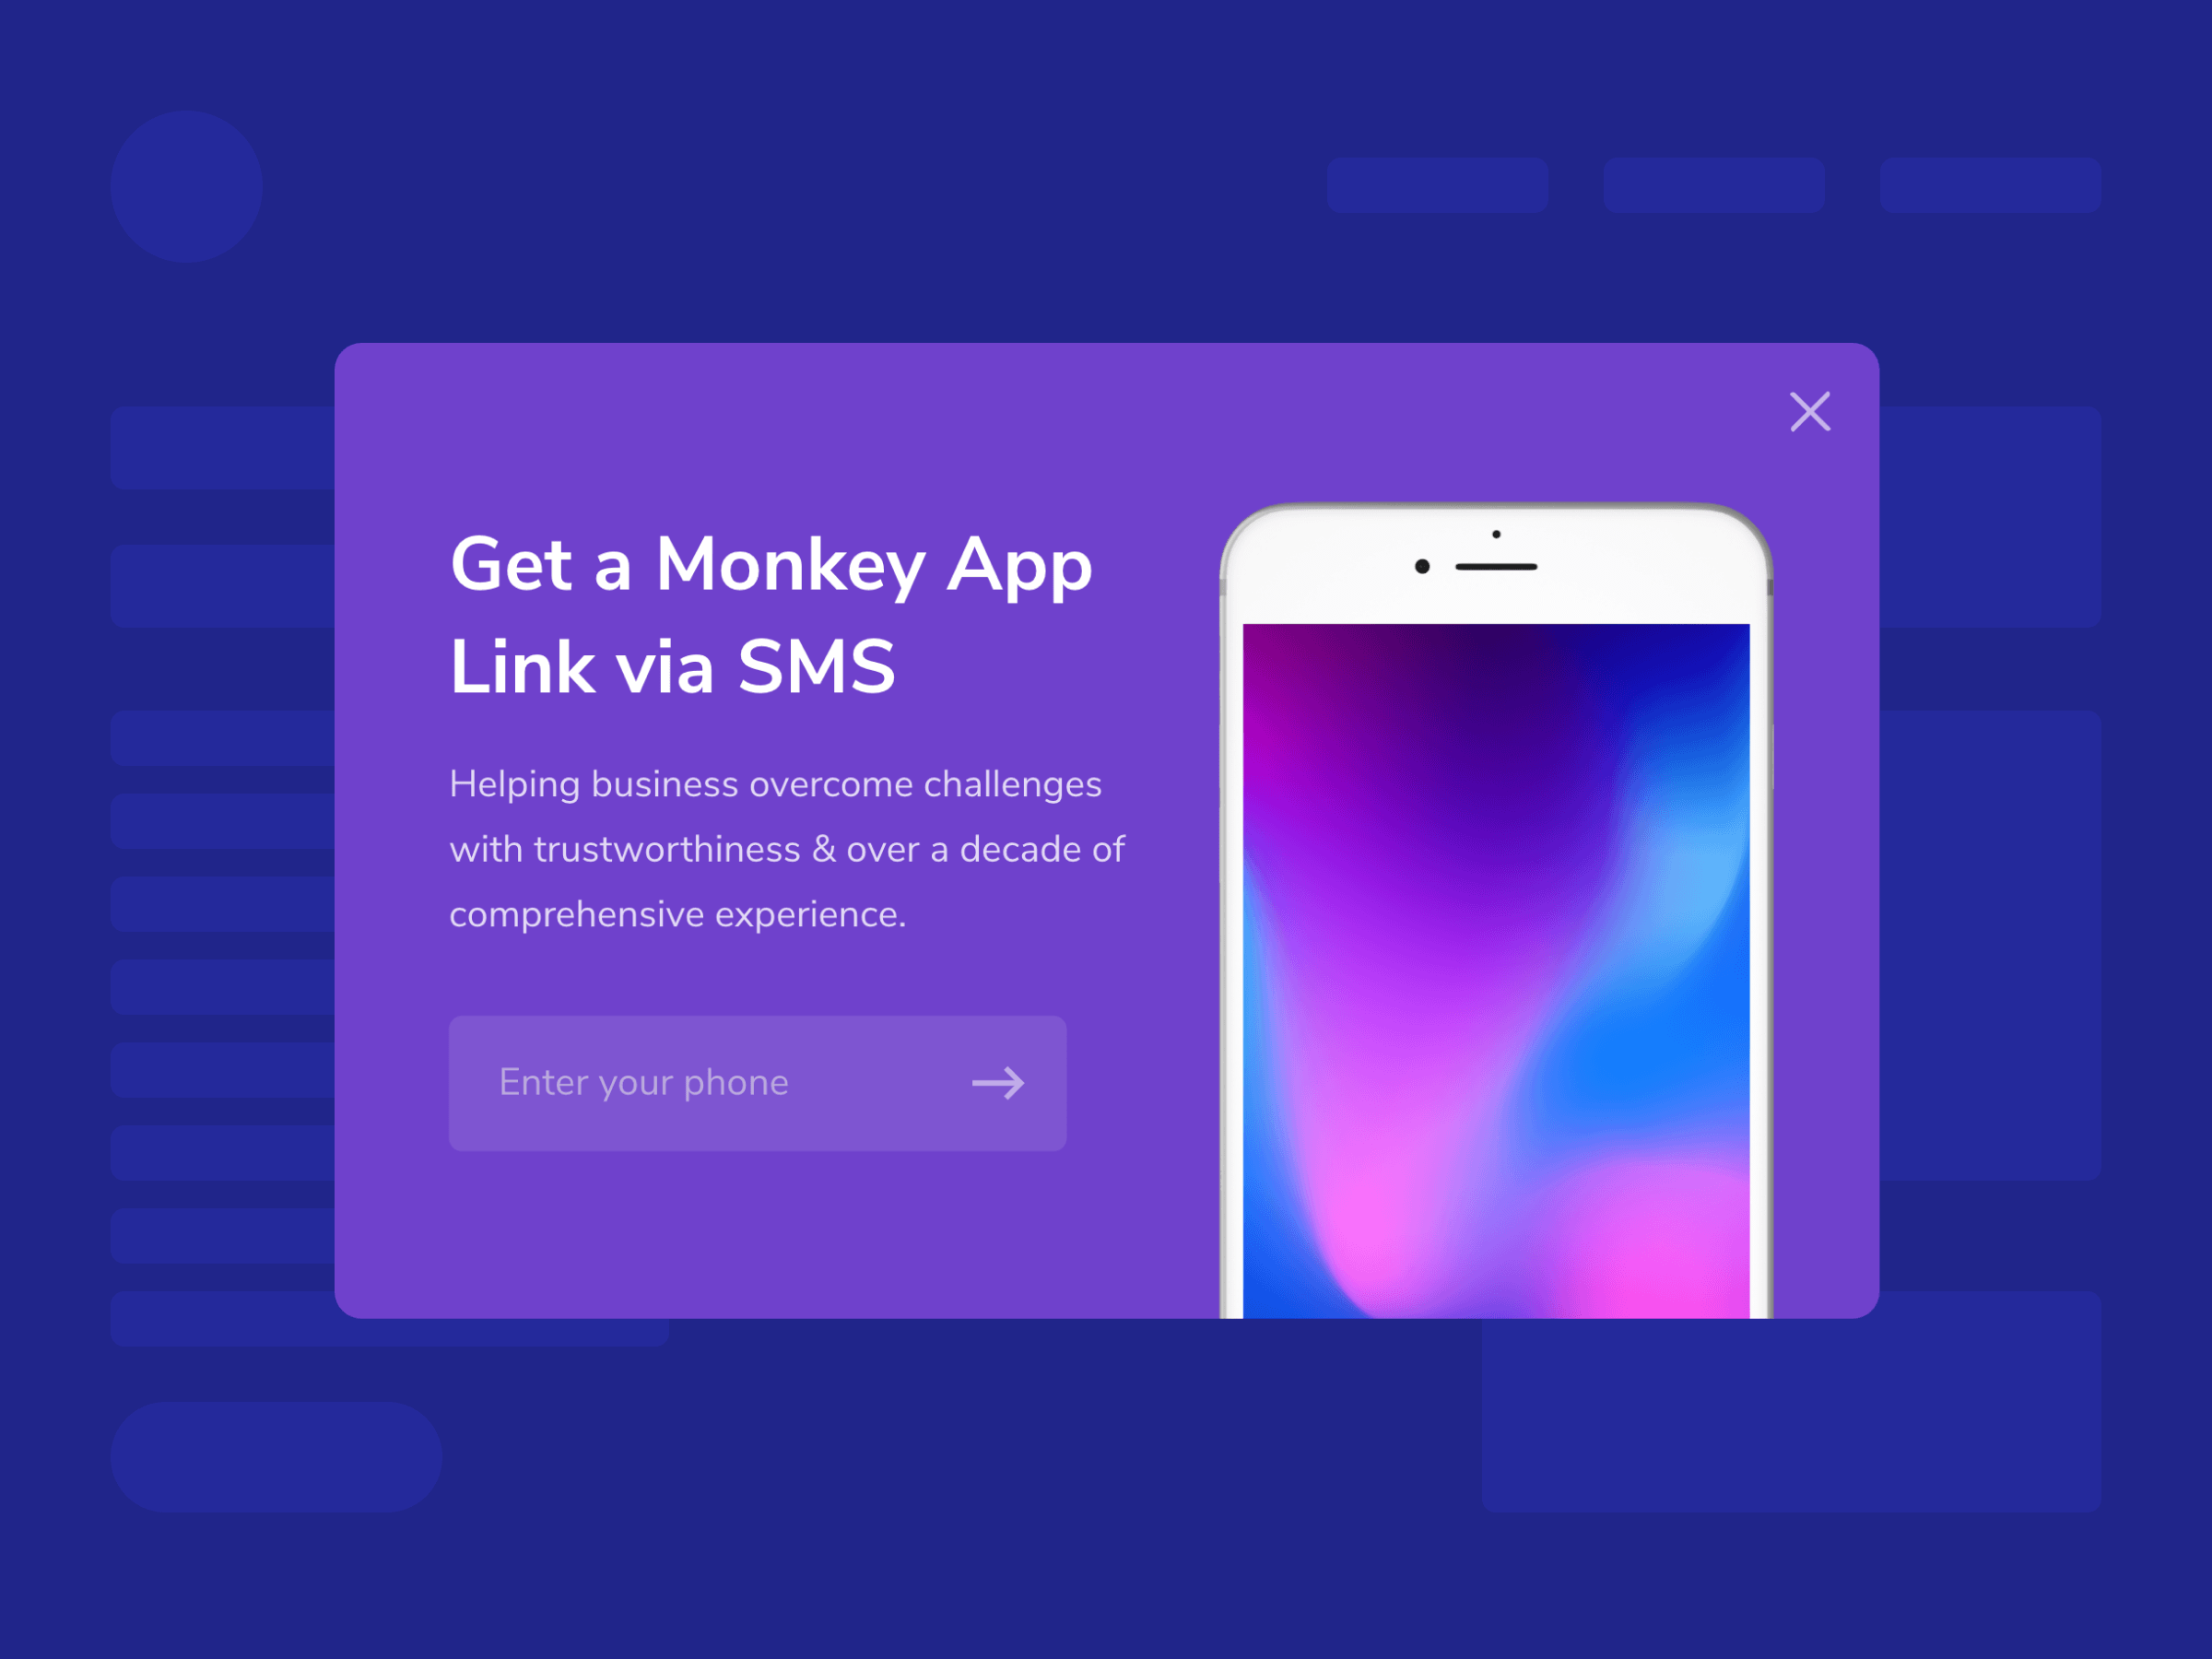 Get a Monkey App
Link via SMS
Helping business overcome challenges
with trustworthiness & over a decade of
comprehensive experience.
Enter your phone